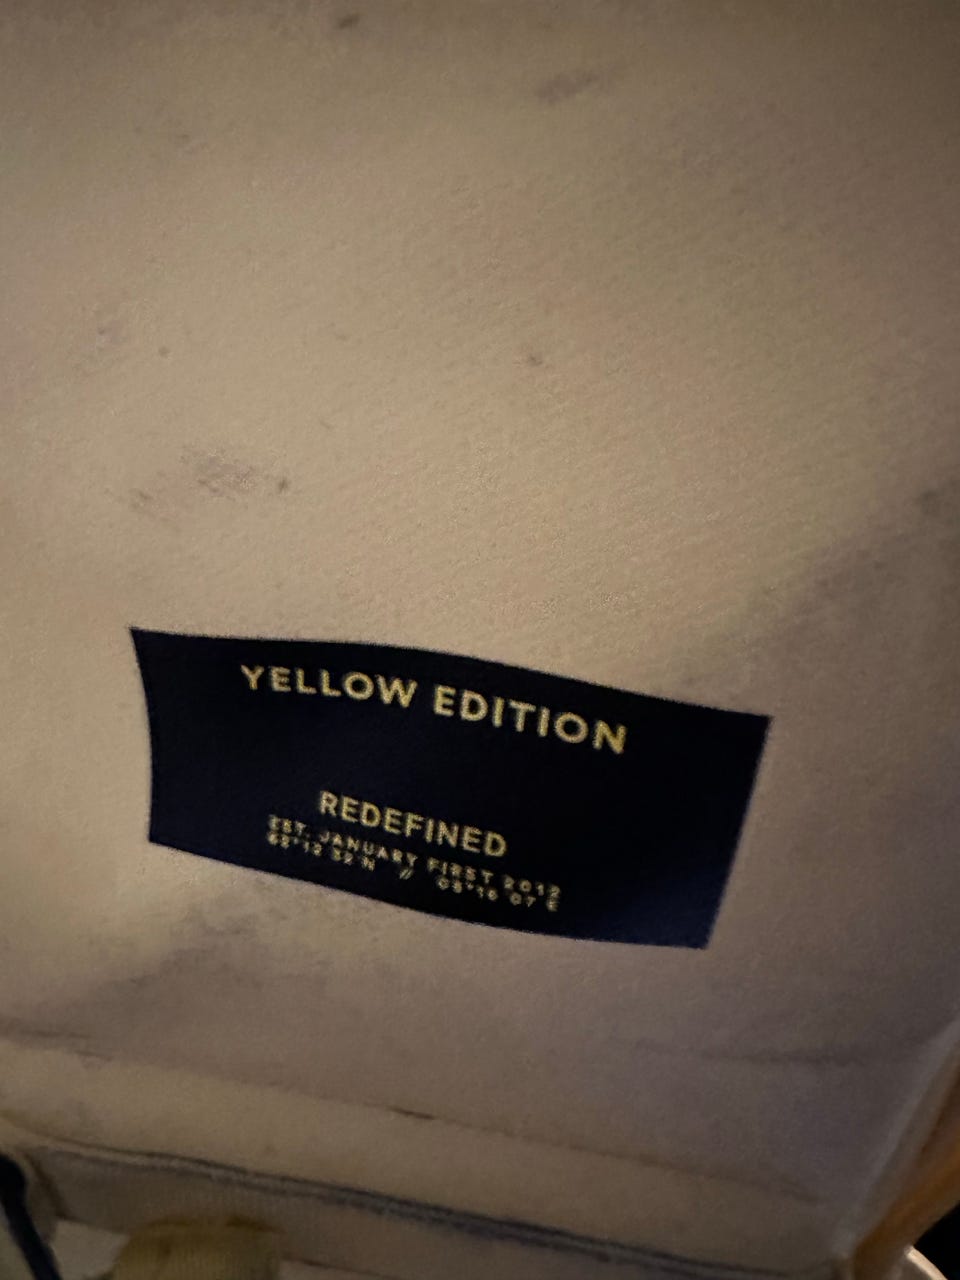 YELLOW EDITION
REDEFINED
EST. JANUARY FIRST 2012